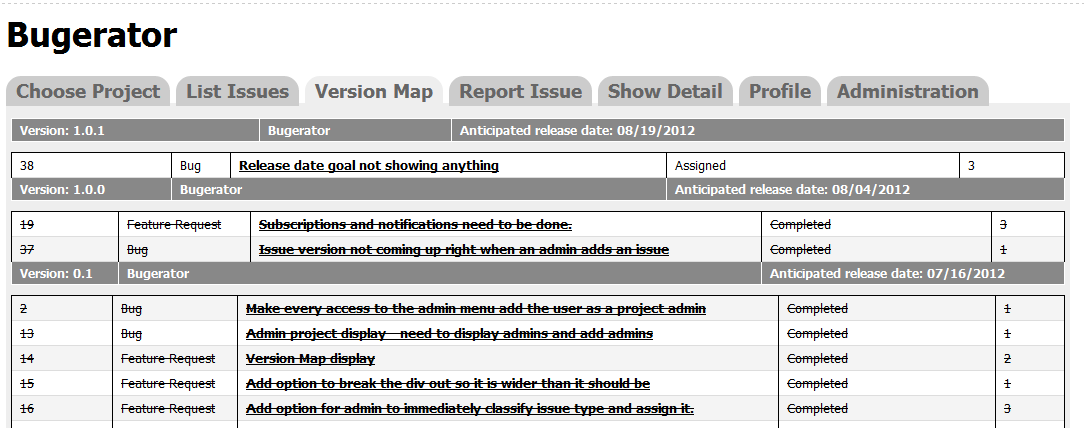 Bugerator
Choose Project List Issues Version Map Report Issue Show Detail Profile Administration
Version: 1.0.1 Bugerator Anticipated release date: 08/19/2012
38 Bug Release date goal not showing anything Assigned 3
Version: 1.0.0 Bugerator Anticipated release date: 08/04/2012
19 Feature Request Subscriptions and notifications need to be done. Completed 3
37 Bug Issue version not coming up right when an admin adds an issue Completed 1
Version: 0.1 Bugerator Anticipated release date: 07/16/2012
2 Bug Make every access to the admin menu add the user as a project admin Completed 1
13 Bug Admin project display need to display admins and add admins Completed 1
14 Feature Request Version Map display Completed 2
15 Feature Request Add option to break the div out so it is wider than it should be Completed 1
16 Feature Request Add option for admin to immediately classify issue type and assign it. Completed 3